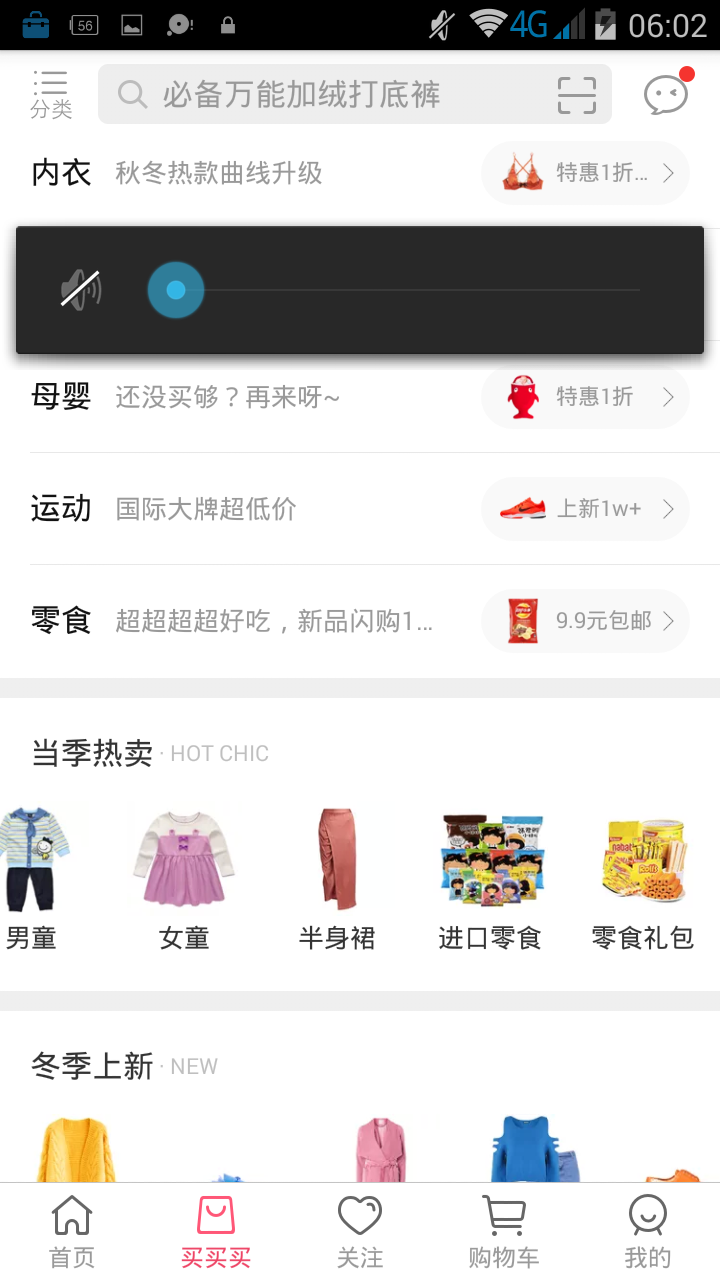 56
4G
06:02
分类
必备万能加绒打底裤
内衣 秋冬热款曲线升级 特惠1折...
母婴 还没买够？再来呀~ 特惠1折
运动 国际大牌超低价 上新1w+
零食 超超超超好吃，新品闪购1... 9.9元包邮
当季热卖 · HOT CHIC
男童 女童 半身裙 进口零食 零食礼包
冬季上新 · NEW
首页 买买买 关注 购物车 我的